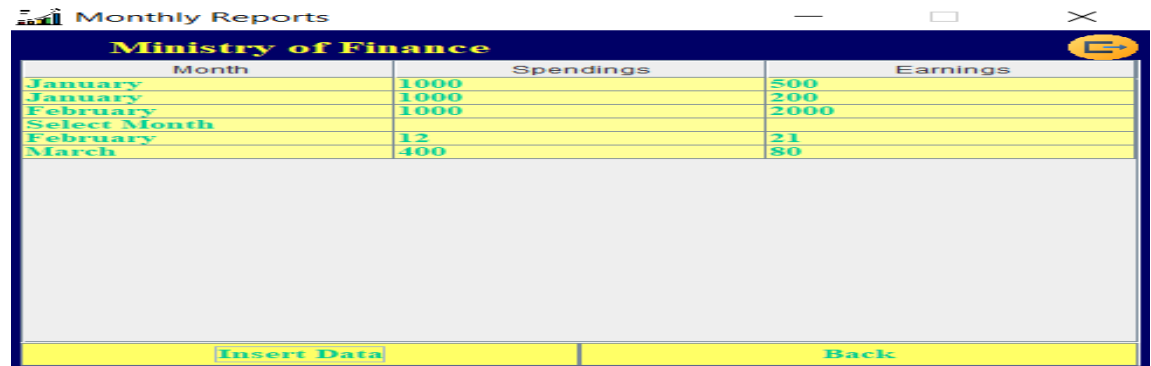 Monthly Reports
Ministry of Finance
Month Spendings Earnings
January 1000 500
January 1000 200
February 1000 2000
Select Month
February 12 21
March 400 80
Insert Data Back